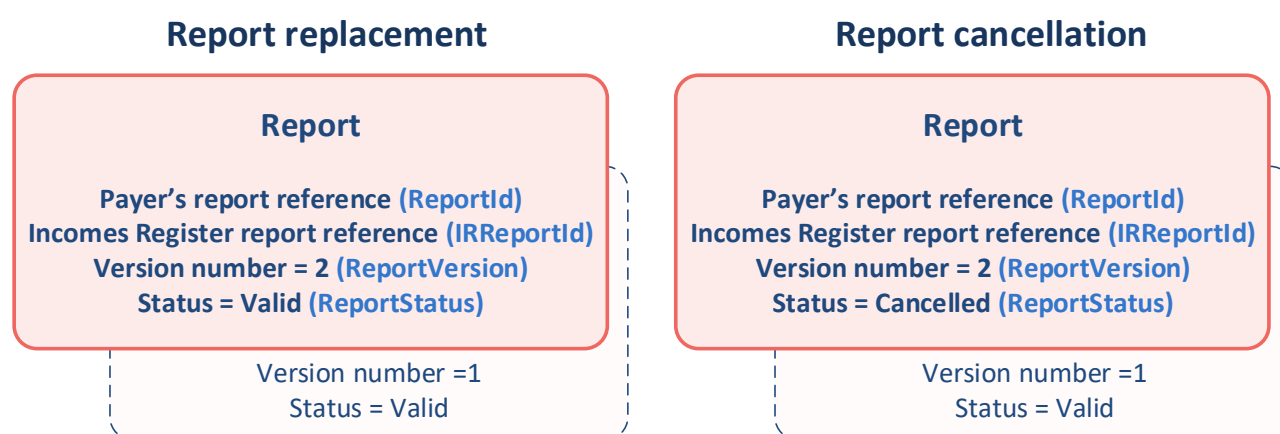 Report replacement
Report
Payer’s report reference (ReportId)
Incomes Register report reference (IRReportId)
Version number = 2 (ReportVersion)
Status = Valid (ReportStatus)
Version number =1
Status = Valid
Report cancellation
Report
Payer’s report reference (ReportId)
Incomes Register report reference (IRReportId)
Version number = 2 (ReportVersion)
Status = Cancelled (ReportStatus)
Version number =1
Status = Valid